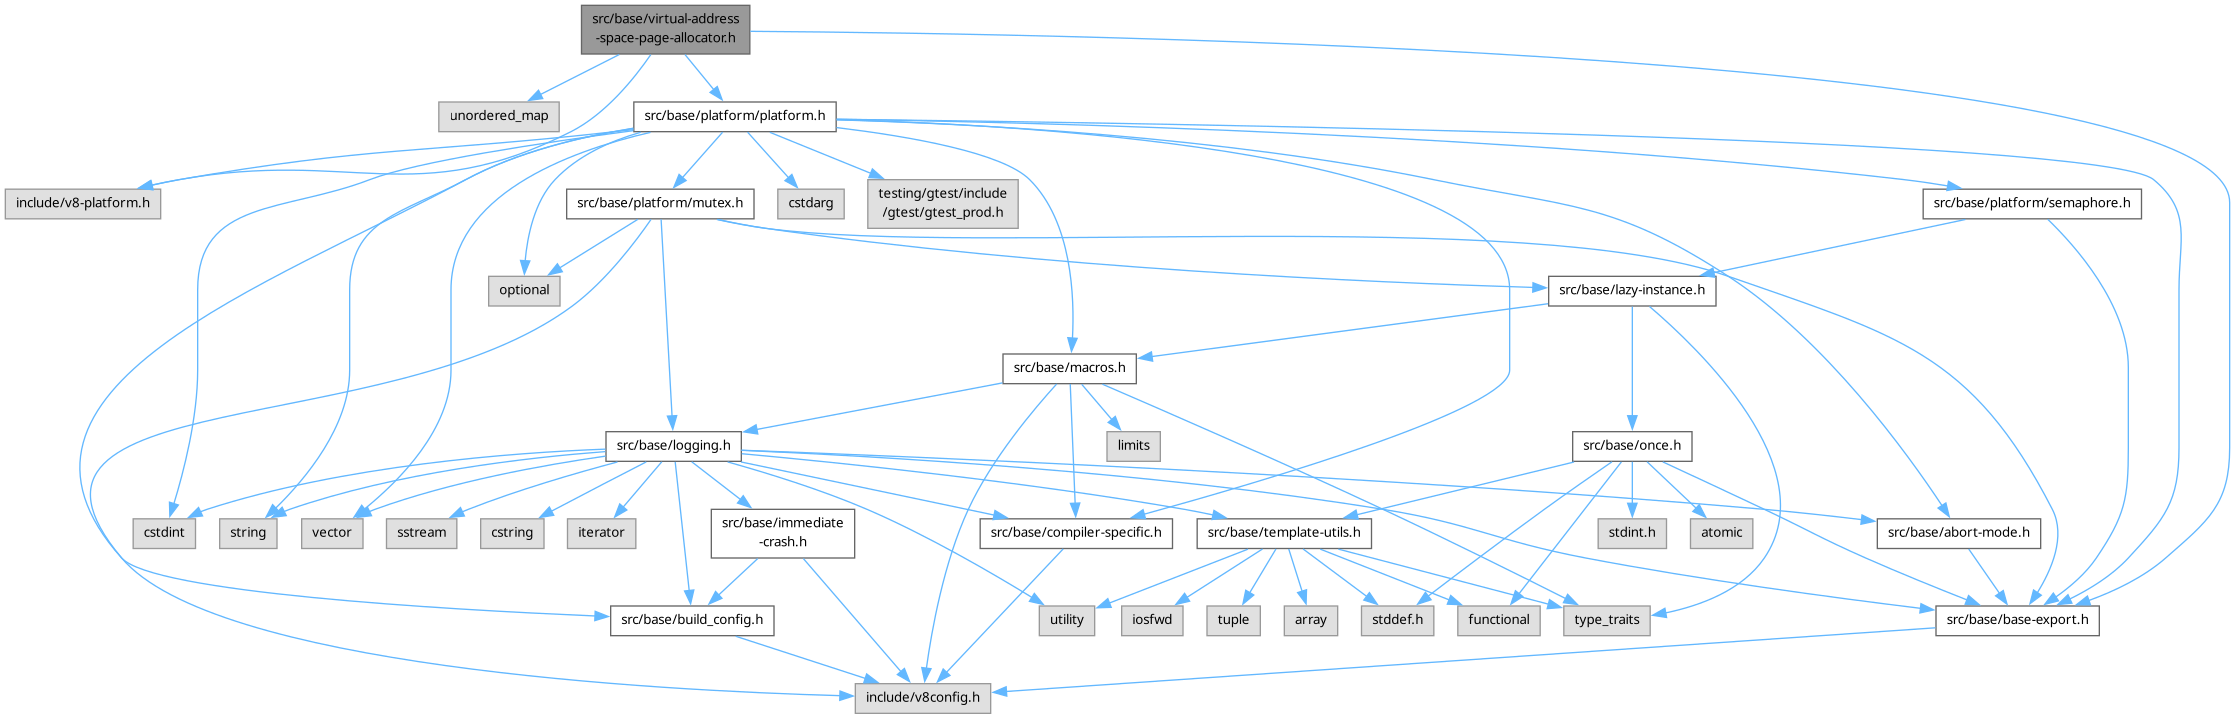 src/base/virtual-address
-space-page-allocator.h
unordered_map
src/base/platform/platform.h
include/v8-platform.h
src/base/platform/mutex.h
cstdarg
testing/gtest/include
/gtest/gtest_prod.h
src/base/platform/semaphore.h
optional
src/base/lazy-instance.h
src/base/macros.h
src/base/logging.h
limits
src/base/once.h
cstdint
string
vector
sstream
cstring
iterator
src/base/immediate
-crash.h
src/base/compiler-specific.h
src/base/template-utils.h
stdint.h
atomic
src/base/abort-mode.h
src/base/build_config.h
utility
iosfwd
tuple
array
stddef.h
functional
type_traits
src/base/base-export.h
include/v8config.h